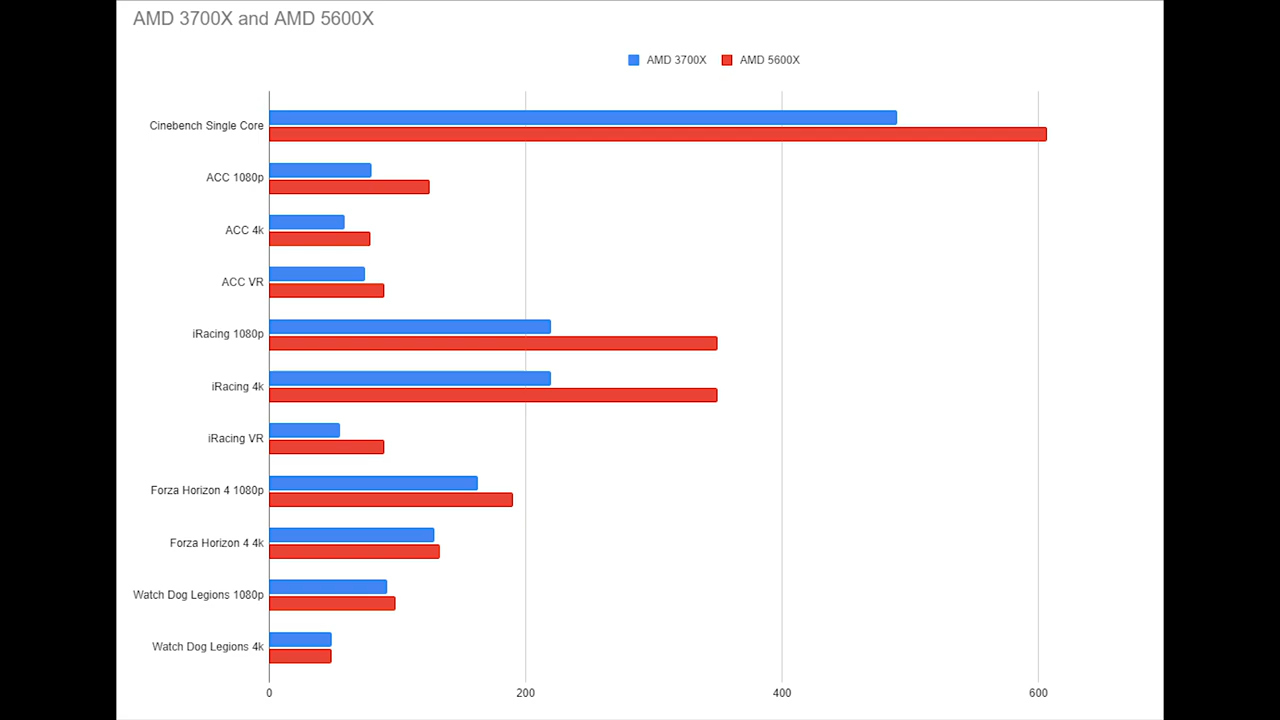 AMD 3700X and AMD 5600X
AMD 3700X AMD 5600X
Cinebench Single Core
ACC 1080p
ACC 4k
ACC VR
iRacing 1080p
iRacing 4k
iRacing VR
Forza Horizon 4 1080p
Forza Horizon 4 4k
Watch Dog Legions 1080p
Watch Dog Legions 4k
0 200 400 600